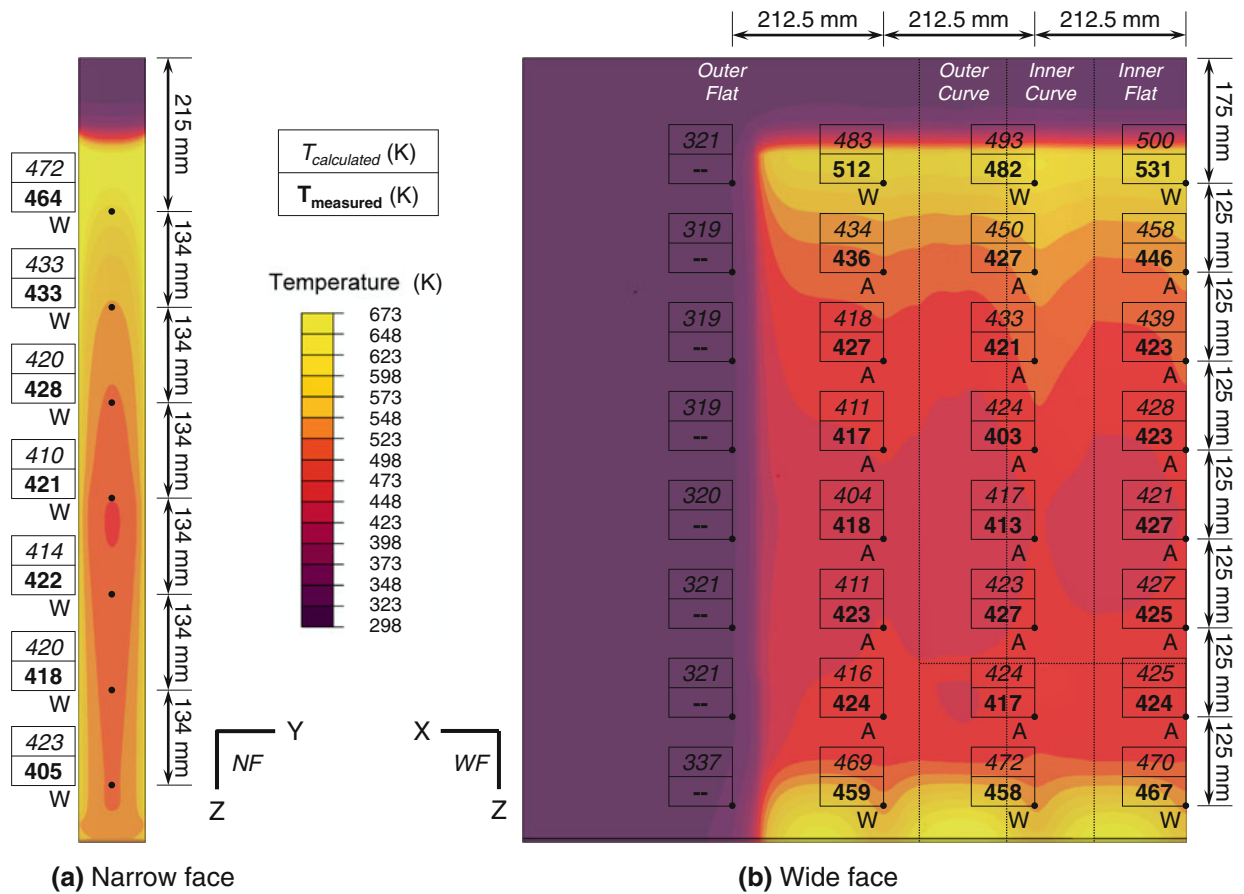 212.5 mm 212.5 mm 212.5 mm
215 mm
134 mm
134 mm
134 mm
134 mm
134 mm
134 mm
472
464
W
433
433
W
420
428
W
410
421
W
414
422
W
420
418
W
423
405
W
Tcalculated (K)
Tmeasured (K)
Temperature (K)
673
648
623
598
573
548
523
498
473
448
423
398
373
348
323
298
Y
NF
Z
X
WF
Z
Outer Flat
Outer Curve
Inner Curve
Inner Flat
321 483 493 500
-- 512 482 531
W W W
319 434 450 458
-- 436 427 446
A A A
319 418 433 439
-- 427 421 423
A A A
319 411 424 428
-- 417 403 423
A A A
320 404 417 421
-- 418 413 427
A A A
321 411 423 427
-- 423 427 425
A A A
321 416 424 425
-- 424 417 424
A A A
337 469 472 470
-- 459 458 467
W W W
175 mm
125 mm
125 mm
125 mm
125 mm
125 mm
125 mm
125 mm
(a) Narrow face
(b) Wide face